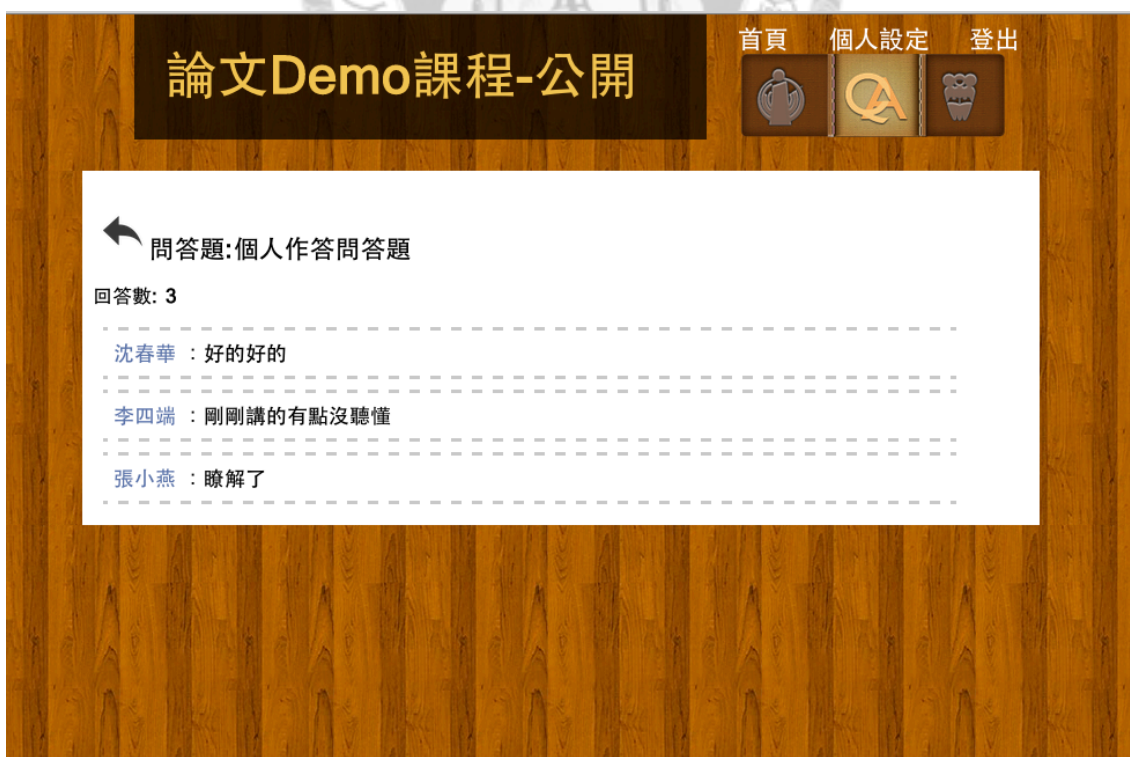 首頁 個人設定 登出
論文Demo課程-公開
QA
問答題:個人作答問答題
回答數: 3
沈春華 : 好的好的
李四端 : 剛剛講的有點沒聽懂
張小燕 : 瞭解了